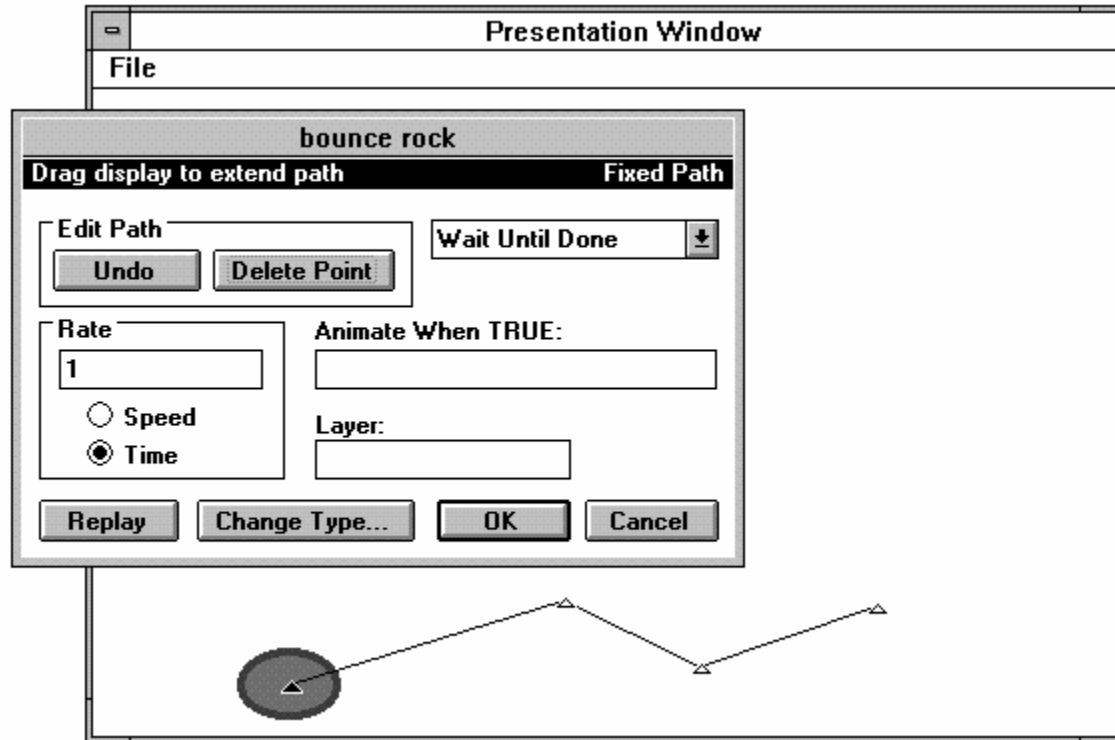 Presentation Window
File
bounce rock
Drag display to extend path Fixed Path
Edit Path
Undo Delete Point
Wait Until Done
Rate
1
Speed
Time
Animate When TRUE:
Layer:
Replay Change Type... OK Cancel